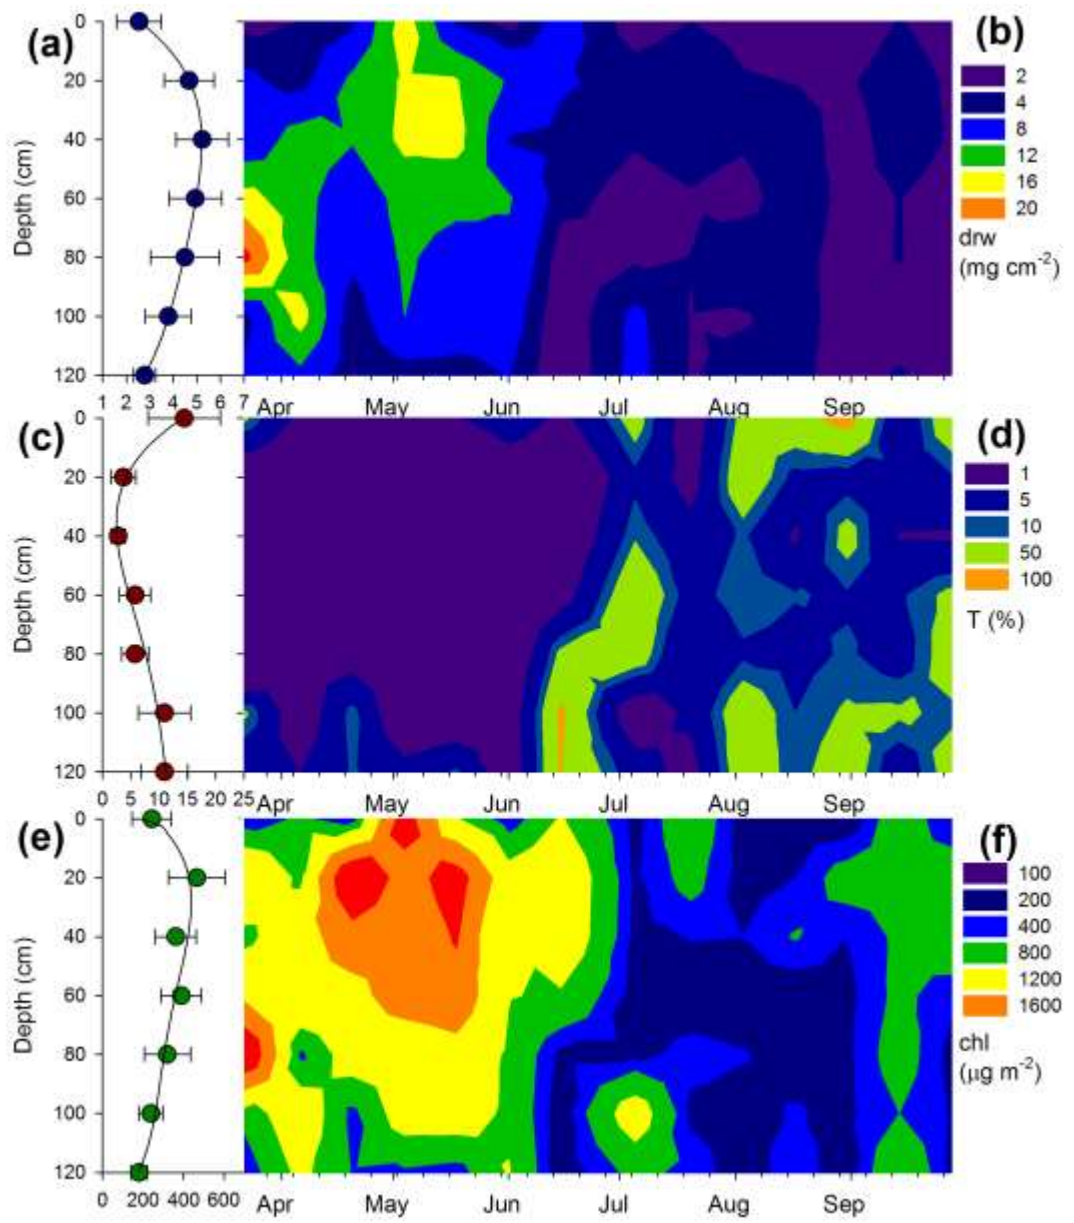 (a)
(b)
0
20
40
60
80
100
120
Depth (cm)
1 2 3 4 5 6 7
Apr May Jun Jul Aug Sep
2
4
8
12
16
20
drw
(mg cm-2)
(c)
(d)
0
20
40
60
80
100
120
Depth (cm)
0 5 10 15 20 25
Apr May Jun Jul Aug Sep
1
5
10
50
100
T (%)
(e)
(f)
0
20
40
60
80
100
120
Depth (cm)
0 200 400 600
Apr May Jun Jul Aug Sep
100
200
400
800
1200
1600
chl
(µg m-2)